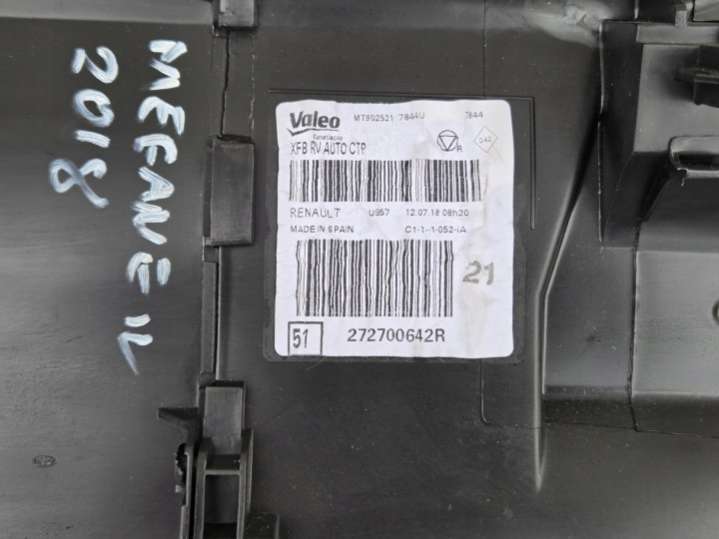 MEGANE IV
2018
Valeo MT902521 7844U 7844
XFB RV AUTO CTP R
RENAULT U957 12.07.18 08h20
MADE IN SPAIN C1-1-1-052-IA
21
51 272700642R